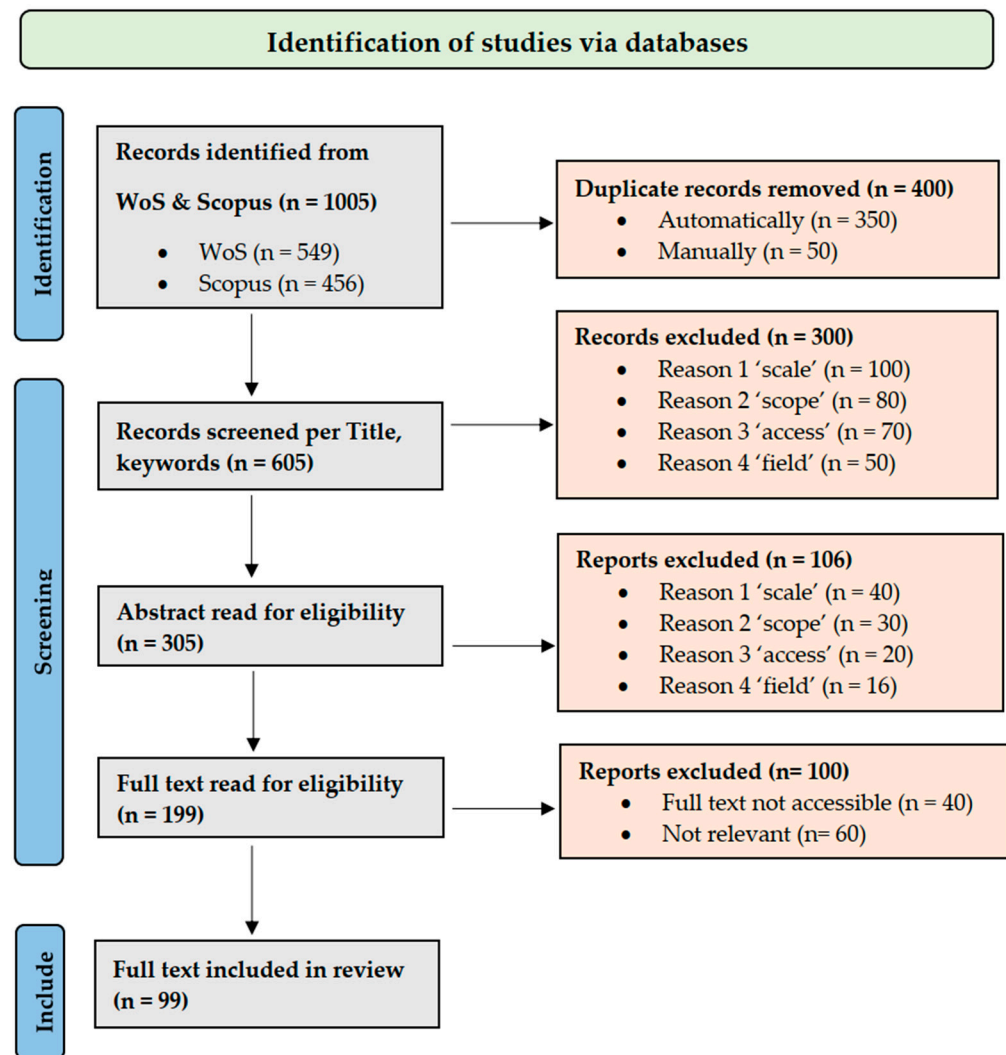 Identification of studies via databases
Identification
Records identified from
WoS & Scopus (n = 1005)
• WoS (n = 549)
• Scopus (n = 456)
Duplicate records removed (n = 400)
• Automatically (n = 350)
• Manually (n = 50)
Screening
Records screened per Title,
keywords (n = 605)
Records excluded (n = 300)
• Reason 1 ‘scale’ (n = 100)
• Reason 2 ‘scope’ (n = 80)
• Reason 3 ‘access’ (n = 70)
• Reason 4 ‘field’ (n = 50)
Abstract read for eligibility
(n = 305)
Reports excluded (n = 106)
• Reason 1 ‘scale’ (n = 40)
• Reason 2 ‘scope’ (n = 30)
• Reason 3 ‘access’ (n = 20)
• Reason 4 ‘field’ (n = 16)
Full text read for eligibility
(n = 199)
Reports excluded (n= 100)
• Full text not accessible (n = 40)
• Not relevant (n= 60)
Include
Full text included in review
(n = 99)